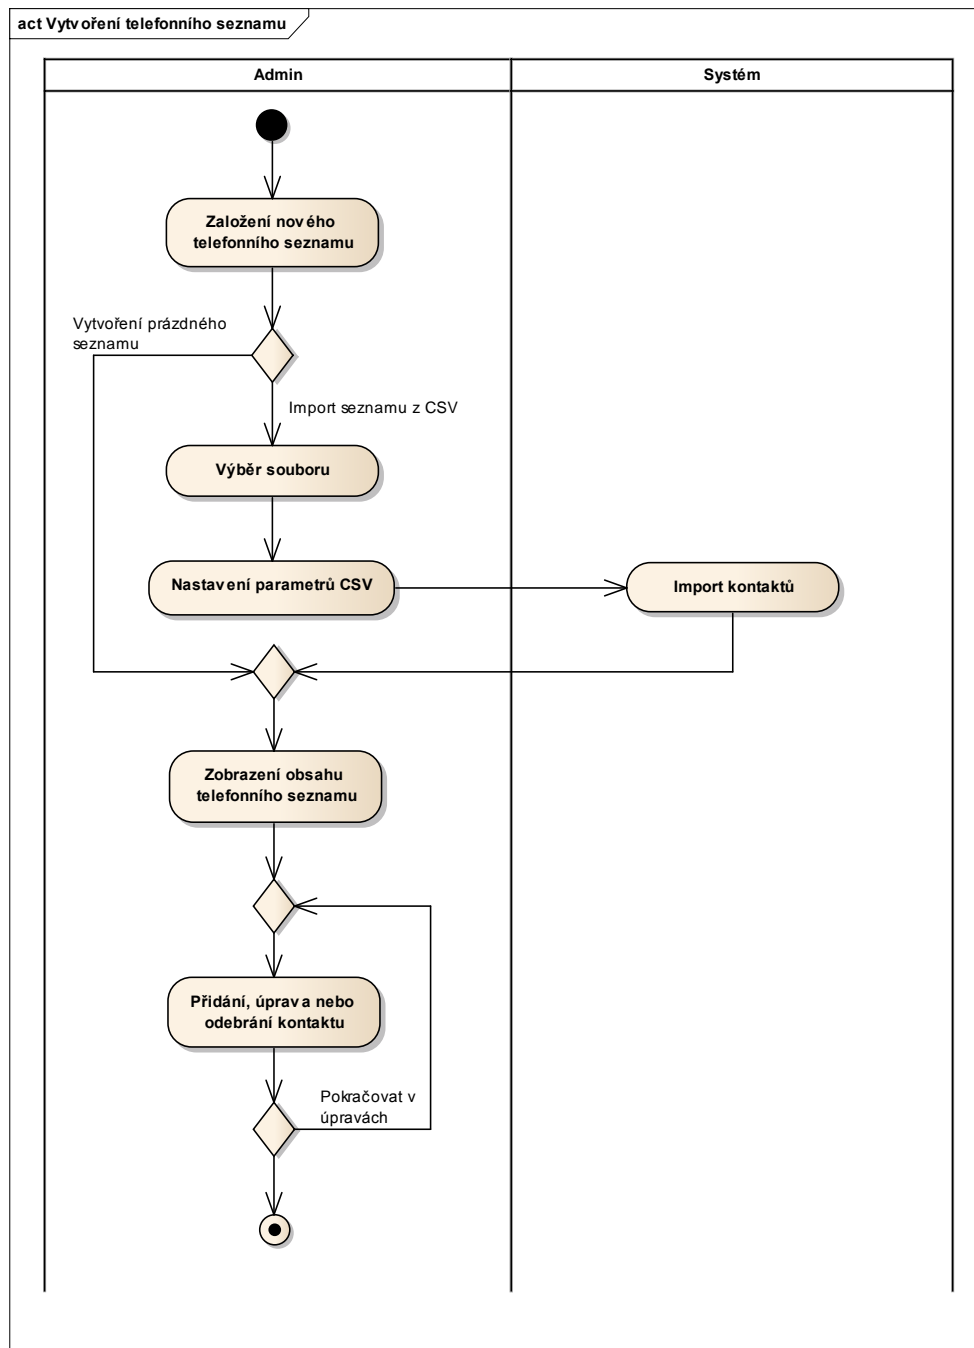 act Vytvoření telefonního seznamu
Admin
Systém
Založení nového
telefonního seznamu
Vytvoření prázdného
seznamu
Import seznamu z CSV
Výběr souboru
Nastavení parametrů CSV
Import kontaktů
Zobrazení obsahu
telefonního seznamu
Přidání, úprava nebo
odebrání kontaktu
Pokračovat v
úpravách